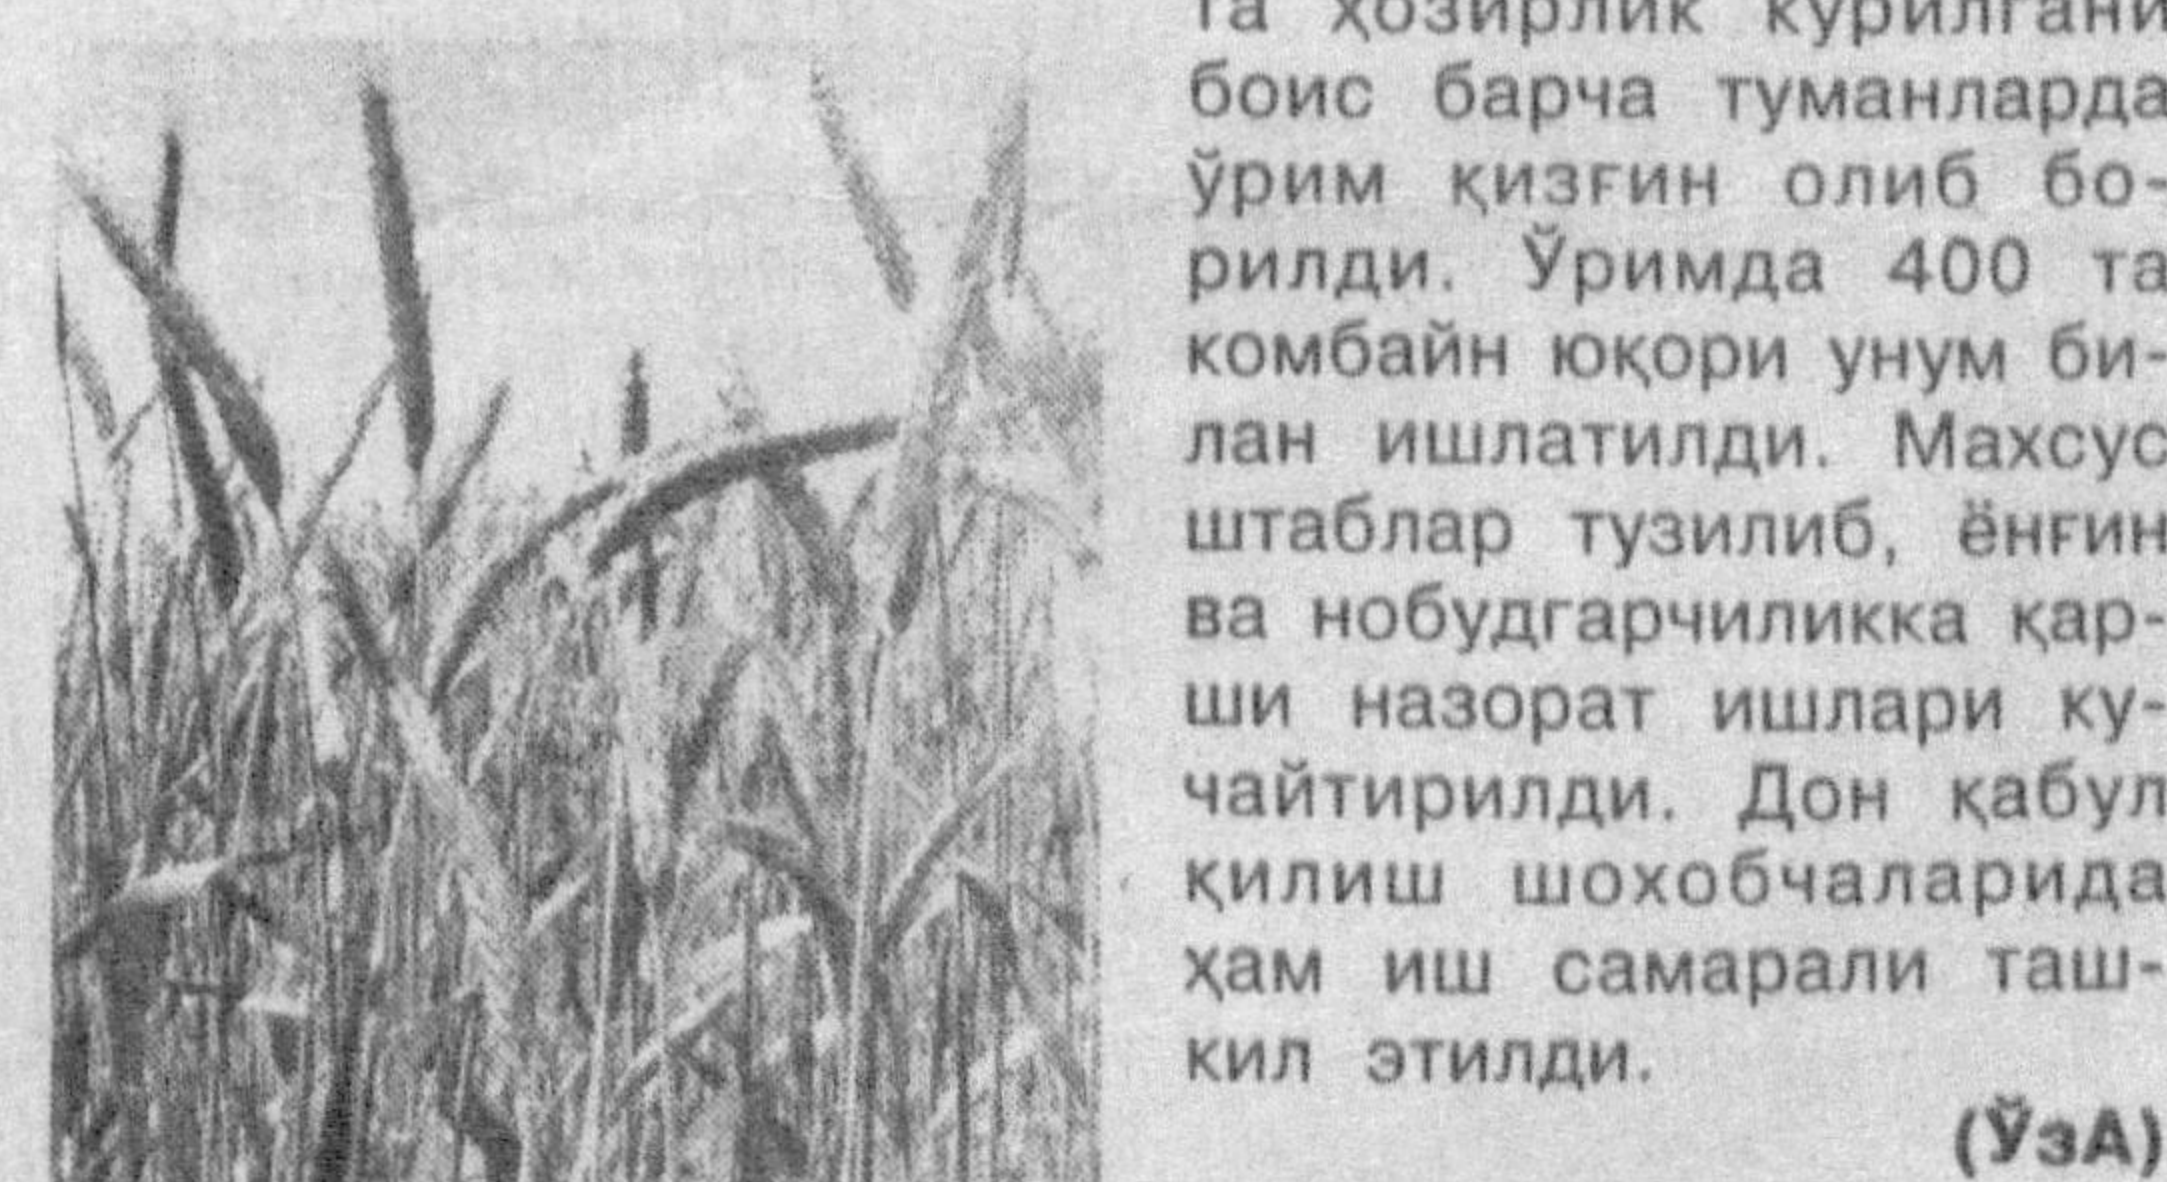 та ҳозирлик кўрилгани
боис барча туманларда
ўрим қизғин олиб бо-
рилди. Ўримда 400 та
комбайн юқори унум би-
лан ишлатилди. Махсус
штаблар тузилиб, ёнғин
ва нобудгарчиликка қар-
ши назорат ишлари ку-
чайтирилди. Дон қабул
қилиш шохобчаларида
ҳам иш самарали таш-
кил этилди.
(ЎзА)